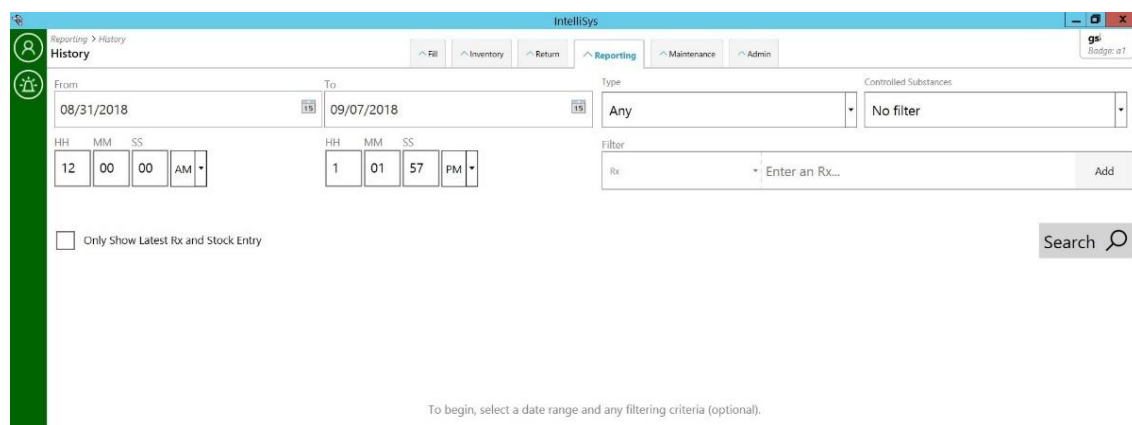 IntelliSys
Reporting > History
History
Fill Inventory Return Reporting Maintenance Admin
gsi
Badge: a1
From To Type Controlled Substances
08/31/2018 15 09/07/2018 15 Any No filter
HH MM SS HH MM SS Filter
12 00 00 AM 1 01 57 PM Rx Enter an Rx... Add
Only Show Latest Rx and Stock Entry
Search
To begin, select a date range and any filtering criteria (optional).